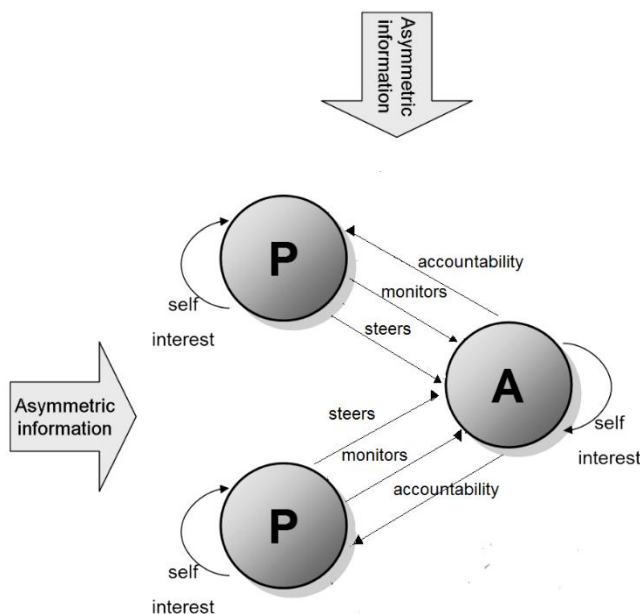 Asymmetric
information
P
accountability
monitors
self
interest
steers
A
Asymmetric
information
steers
self
interest
monitors
accountability
P
self
interest